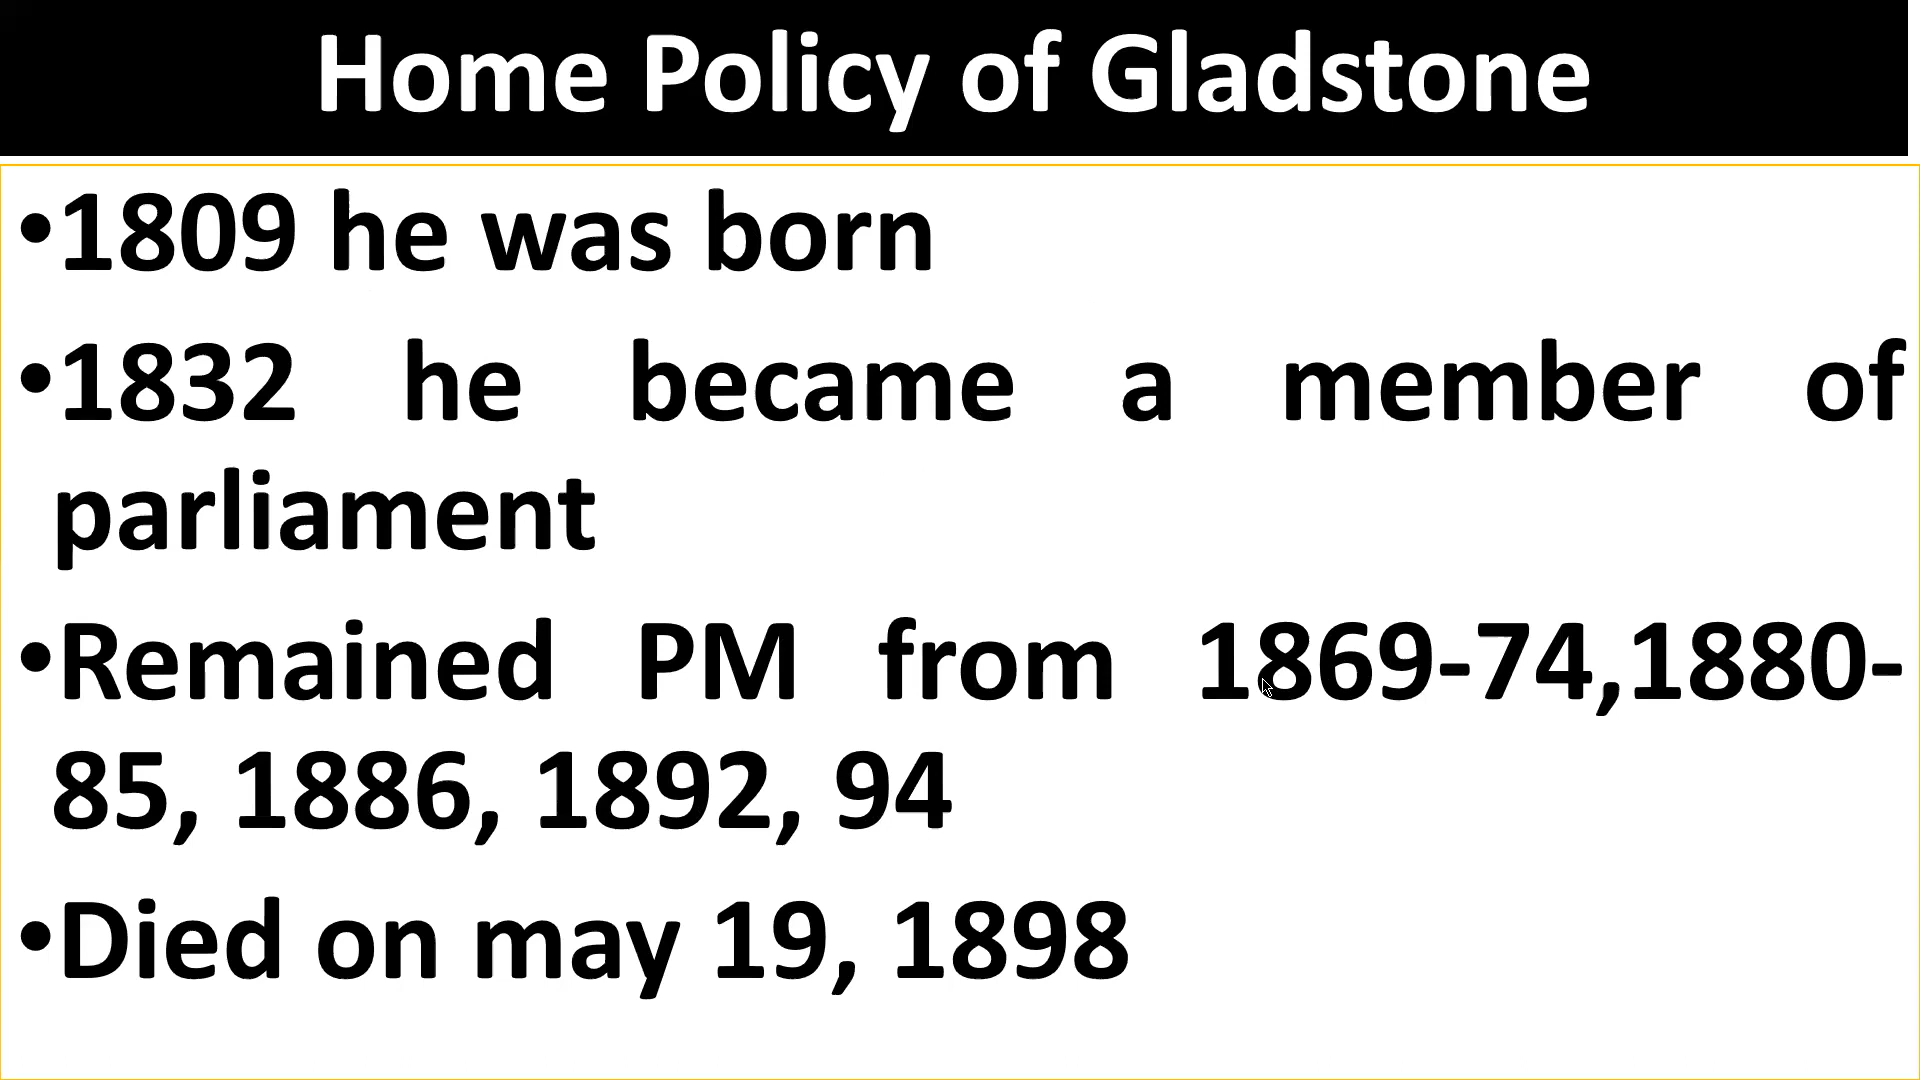 Home Policy of Gladstone
•1809 he was born
•1832 he became a member of
parliament
•Remained PM from 1869-74,1880-
85, 1886, 1892, 94
•Died on may 19, 1898